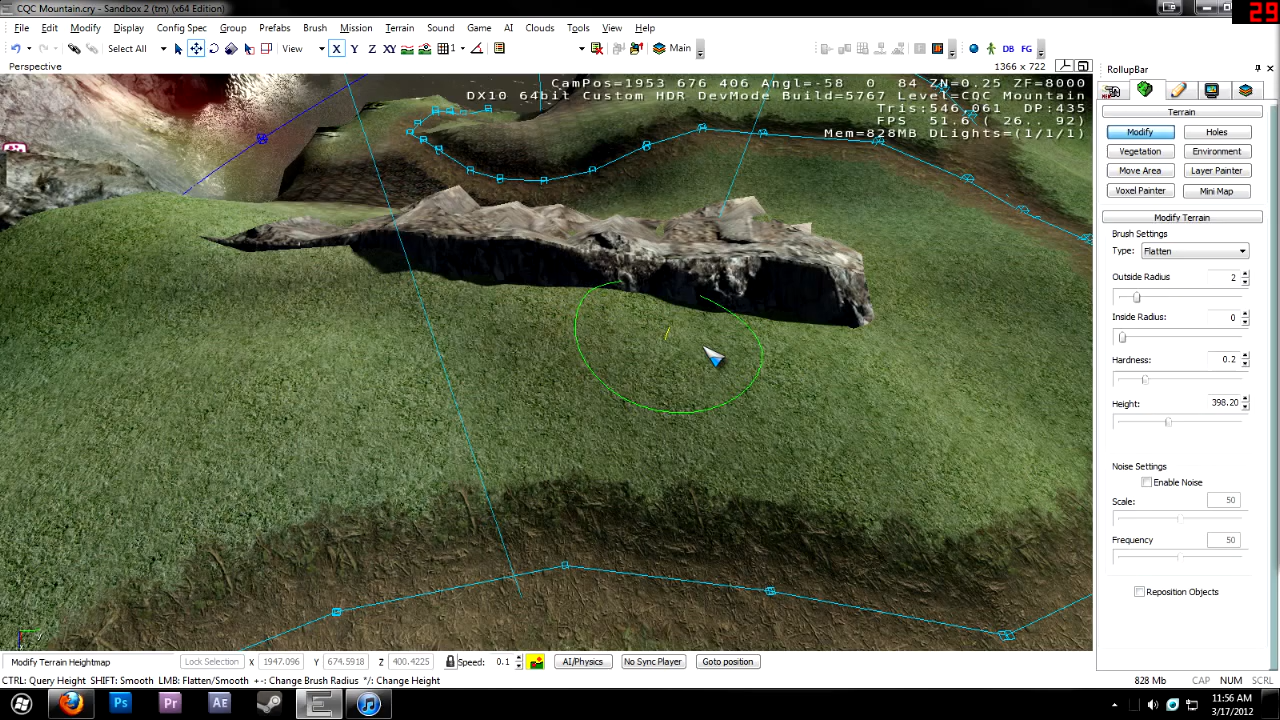 CQC Mountain.cry - Sandbox 2 (tm) (x64 Edition)
29
File Edit Modify Display Config Spec Group Prefabs Brush Mission Terrain Sound Game AI Clouds Tools View Help
Select All View X Y Z XY 1 Main DB FG
Perspective 1366 x 722
RollupBar
CamPos=1953 676 406 Angl=-58 0 84 ZN=0.25 ZF=8000
DX10 64bit Custom HDR DevMode Build=5767 Level=CQC Mountain
Tris:546,061 DP:435
FPS 51.6 ( 26.. 92)
Mem=828MB DLights=(1/1/1)
Terrain
Modify Holes
Vegetation Environment
Move Area Layer Painter
Voxel Painter Mini Map
Modify Terrain
Brush Settings
Type: Flatten
Outside Radius 2
Inside Radius: 0
Hardness: 0.2
Height: 398.20
Noise Settings
Enable Noise
Scale: 50
Frequency 50
Reposition Objects
y
Modify Terrain Heightmap Lock Selection X 1947.096 Y 674.5918 Z 400.4225 Speed: 0.1 AI/Physics No Sync Player Goto position
CTRL: Query Height SHIFT: Smooth LMB: Flatten/Smooth +-: Change Brush Radius */: Change Height 828 Mb CAP NUM SCRL
Ps Pr AE E
11:56 AM
3/17/2012